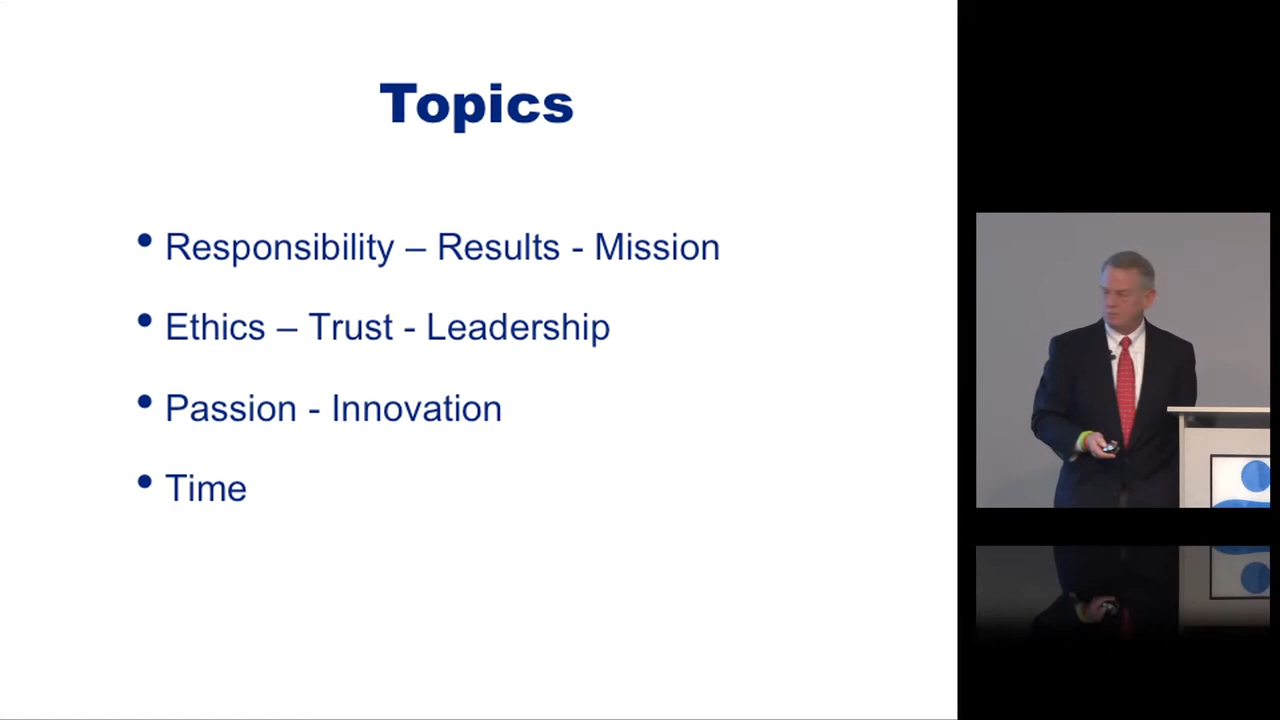 Topics
• Responsibility – Results - Mission
• Ethics – Trust - Leadership
• Passion - Innovation
• Time